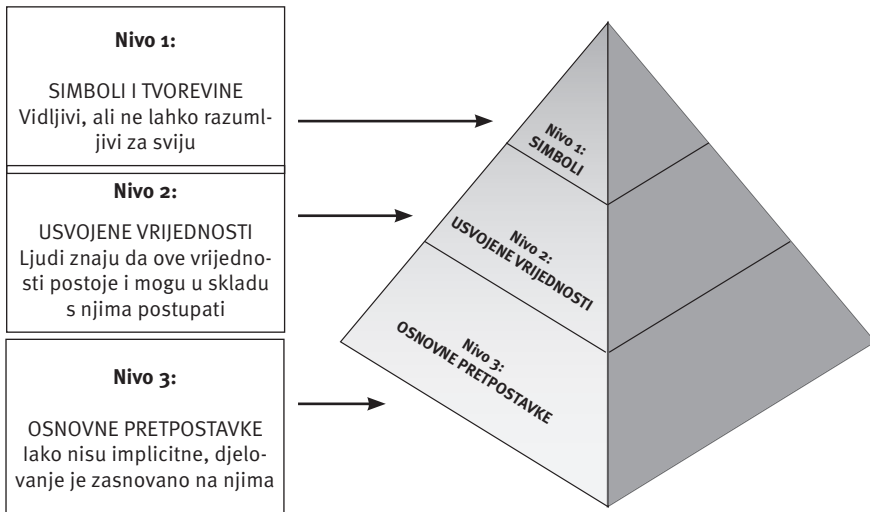 Nivo 1:
SIMBOLI I TVOREVINE
Vidljivi, ali ne lahko razum-
ljivi za sviju
Nivo 2:
USVOJENE VRIJEDNOSTI
Ljudi znaju da ove vrijedno-
sti postoje i mogu u skladu
s njima postupati
Nivo 3:
OSNOVNE PRETPOSTAVKE
Iako nisu implicitne, djelo-
vanje je zasnovano na njima
Nivo 1:
SIMBOLI
Nivo 2:
USVOJENE VRIJEDNOSTI
Nivo 3:
OSNOVNE PRETPOSTAVKE